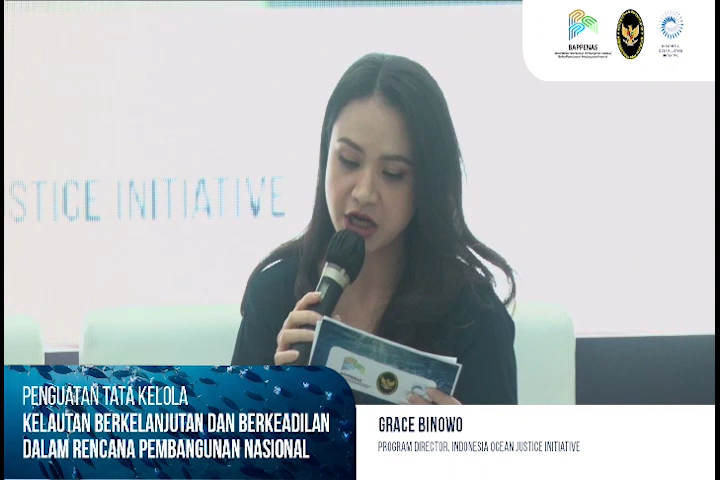 BAPPENAS
STICE INITIATIVE
PENGUATAN TATA KELOLA
KELAUTAN BERKELANJUTAN DAN BERKEADILAN
DALAM RENCANA PEMBANGUNAN NASIONAL
GRACE BINOWO
PROGRAM DIRECTOR, INDONESIA OCEAN JUSTICE INITIATIVE